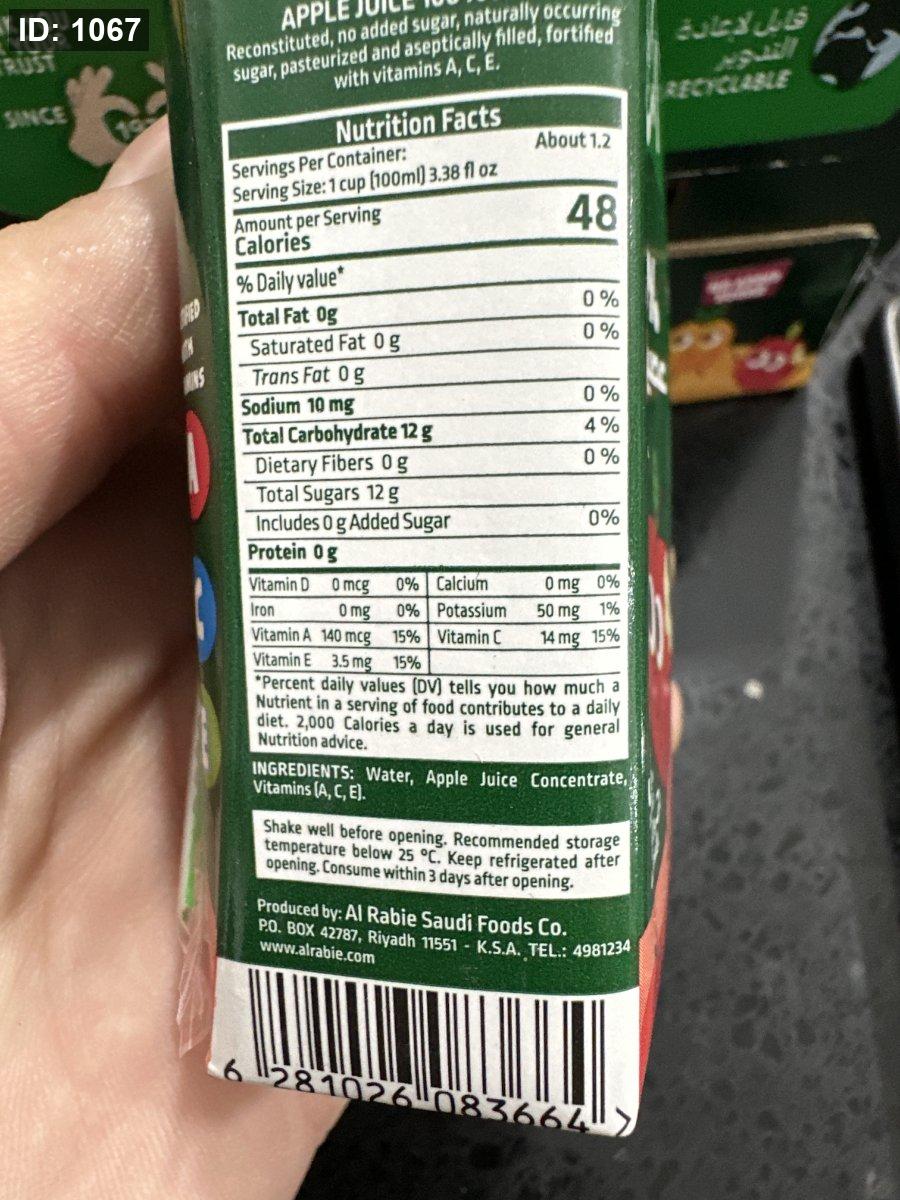 ID: 1067
TRUST
SINCE
قابل لإعادة
التدوير
RECYCLABLE
APPLE JUICE
Reconstituted, no added sugar, naturally occurring
sugar, pasteurized and aseptically filled, fortified
with vitamins A, C, E.
Nutrition Facts
Servings Per Container: About 1.2
Serving Size: 1 cup (100ml) 3.38 fl oz
Amount per Serving
Calories 48
% Daily value*
Total Fat 0g 0 %
Saturated Fat 0 g 0 %
Trans Fat 0 g
Sodium 10 mg 0 %
Total Carbohydrate 12 g 4 %
Dietary Fibers 0 g 0 %
Total Sugars 12 g
Includes 0 g Added Sugar 0%
Protein 0 g
Vitamin D 0 mcg 0% Calcium 0 mg 0%
Iron 0 mg 0% Potassium 50 mg 1%
Vitamin A 140 mcg 15% Vitamin C 14 mg 15%
Vitamin E 3.5 mg 15%
*Percent daily values (DV) tells you how much a
Nutrient in a serving of food contributes to a daily
diet. 2,000 Calories a day is used for general
Nutrition advice.
INGREDIENTS: Water, Apple Juice Concentrate,
Vitamins (A, C, E).
Shake well before opening. Recommended storage
temperature below 25 ºC. Keep refrigerated after
opening. Consume within 3 days after opening.
Produced by: Al Rabie Saudi Foods Co.
P.O. BOX 42787, Riyadh 11551 - K.S.A. TEL.: 4981234
www.alrabie.com
6 281026 083664 >